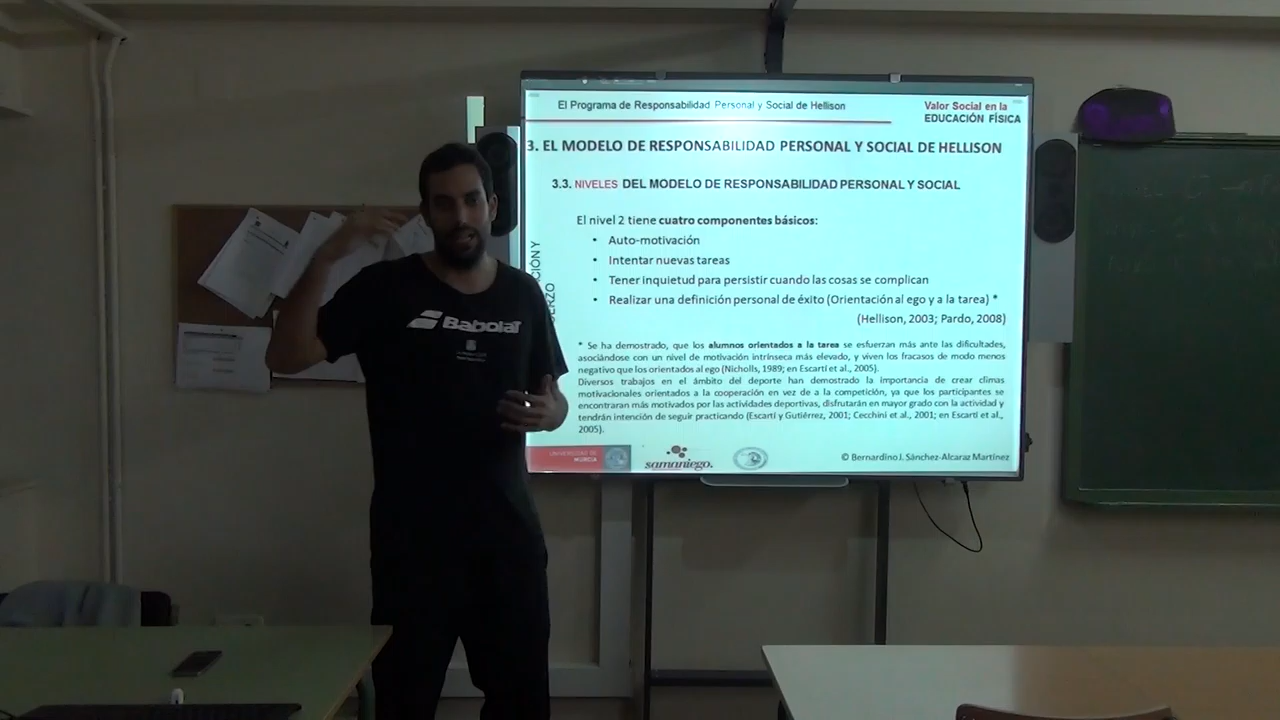 El Programa de Responsabilidad Personal y Social de Hellison
Valor Social en la
EDUCACIÓN FÍSICA
3. EL MODELO DE RESPONSABILIDAD PERSONAL Y SOCIAL DE HELLISON
3.3. NIVELES DEL MODELO DE RESPONSABILIDAD PERSONAL Y SOCIAL
El nivel 2 tiene cuatro componentes básicos:
• Auto-motivación
• Intentar nuevas tareas
• Tener inquietud para persistir cuando las cosas se complican
• Realizar una definición personal de éxito (Orientación al ego y a la tarea) *
(Hellison, 2003; Pardo, 2008)
* Se ha demostrado, que los alumnos orientados a la tarea se esfuerzan más ante las dificultades,
asociándose con un nivel de motivación intrínseca más elevado, y viven los fracasos de modo menos
negativo que los orientados al ego (Nicholls, 1989; en Escartí et al., 2005).
Diversos trabajos en el ámbito del deporte han demostrado la importancia de crear climas
motivacionales orientados a la cooperación en vez de a la competición, ya que los participantes se
encontraran más motivados por las actividades deportivas, disfrutarán en mayor grado con la actividad y
tendrán intención de seguir practicando (Escartí y Gutiérrez, 2001; Cecchini et al., 2001; en Escartí et al.,
2005).
UNIVERSIDAD DE
MURCIA
samaniego.
© Bernardino J. Sánchez-Alcaraz Martínez
Babolat